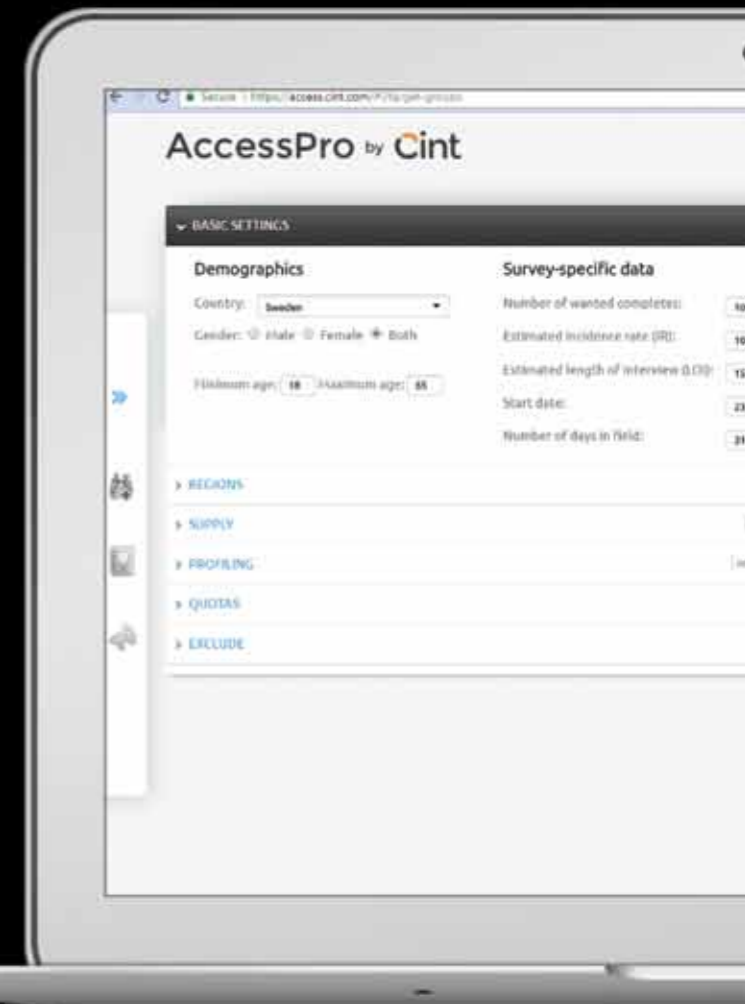 Secure | https://access.cint.com/#/target-groups
AccessPro by Cint
BASIC SETTINGS
Demographics
Country: Sweden
Gender: Male Female Both
Minimum age: 18 Maximum age: 65
Survey-specific data
Number of wanted completes:
Estimated incidence rate (IR):
Estimated length of interview (LOI):
Start date:
Number of days in field:
REGIONS
SUPPLY
PROFILING
QUOTAS
EXCLUDE